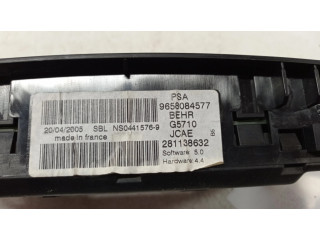 PSA
9658084577
BEHR
G5710
JCAE
281138632
Software 5.0
Hardware 4.4
20/04/2005 SBL NS0441576-9
made in france